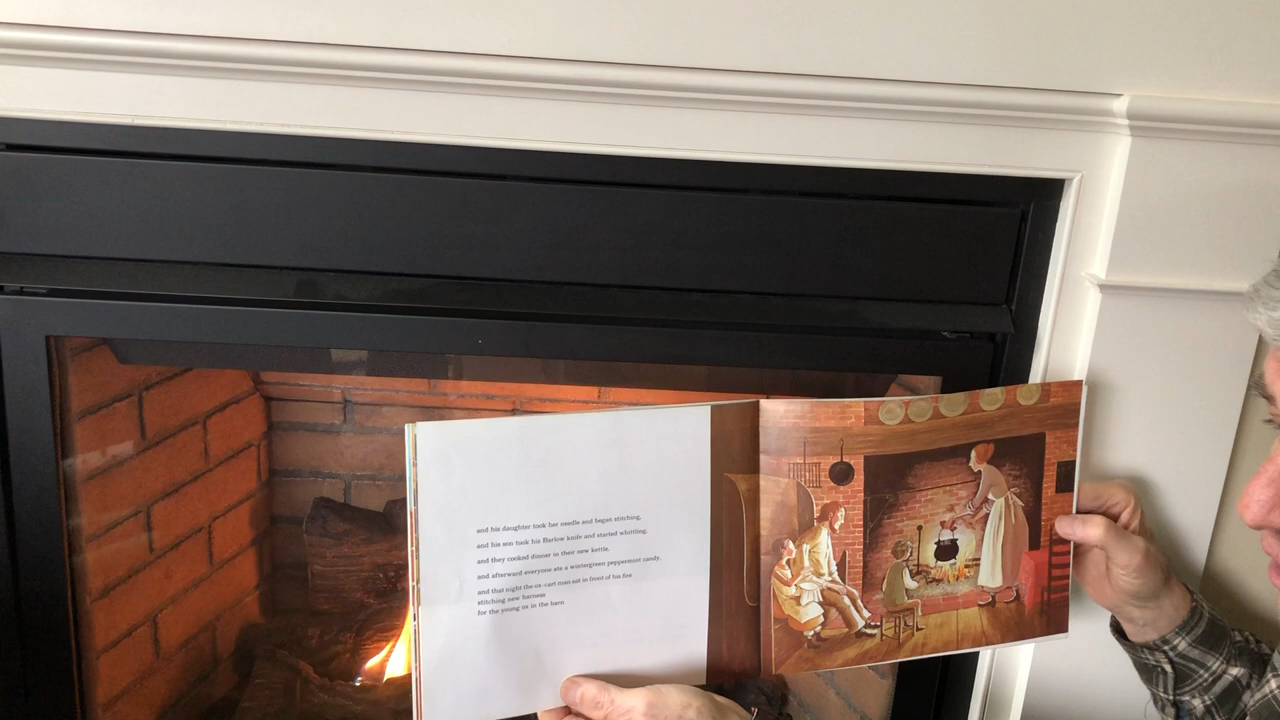 and his daughter took her needle and began stitching,
and his son took his Barlow knife and started whittling,
and they cooked dinner in their new kettle,
and afterward everyone ate a wintergreen peppermint candy,
and that night the ox-cart man sat in front of his fire
stitching new harness
for the young ox in the barn